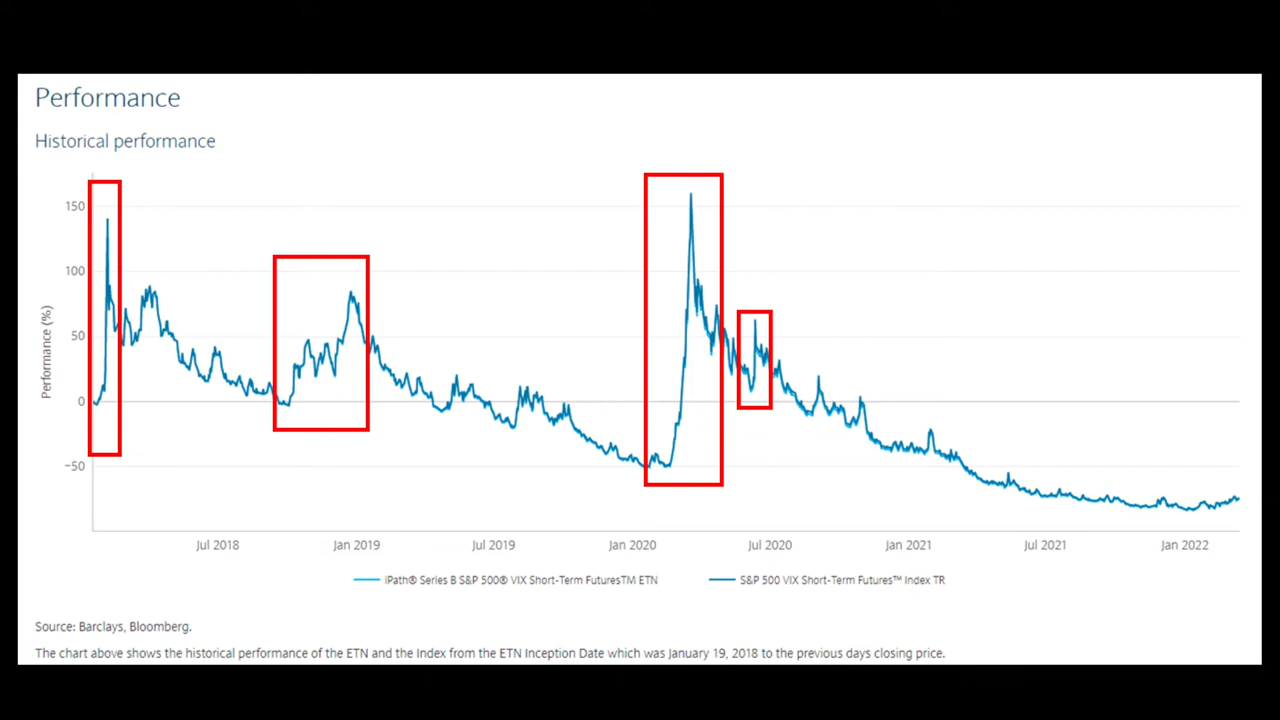 Performance
Historical performance
Performance (%)
150
100
50
0
−50
Jul 2018 Jan 2019 Jul 2019 Jan 2020 Jul 2020 Jan 2021 Jul 2021 Jan 2022
iPath® Series B S&P 500® VIX Short-Term Futures™ ETN S&P 500 VIX Short-Term Futures™ Index TR
Source: Barclays, Bloomberg.
The chart above shows the historical performance of the ETN and the Index from the ETN Inception Date which was January 19, 2018 to the previous days closing price.